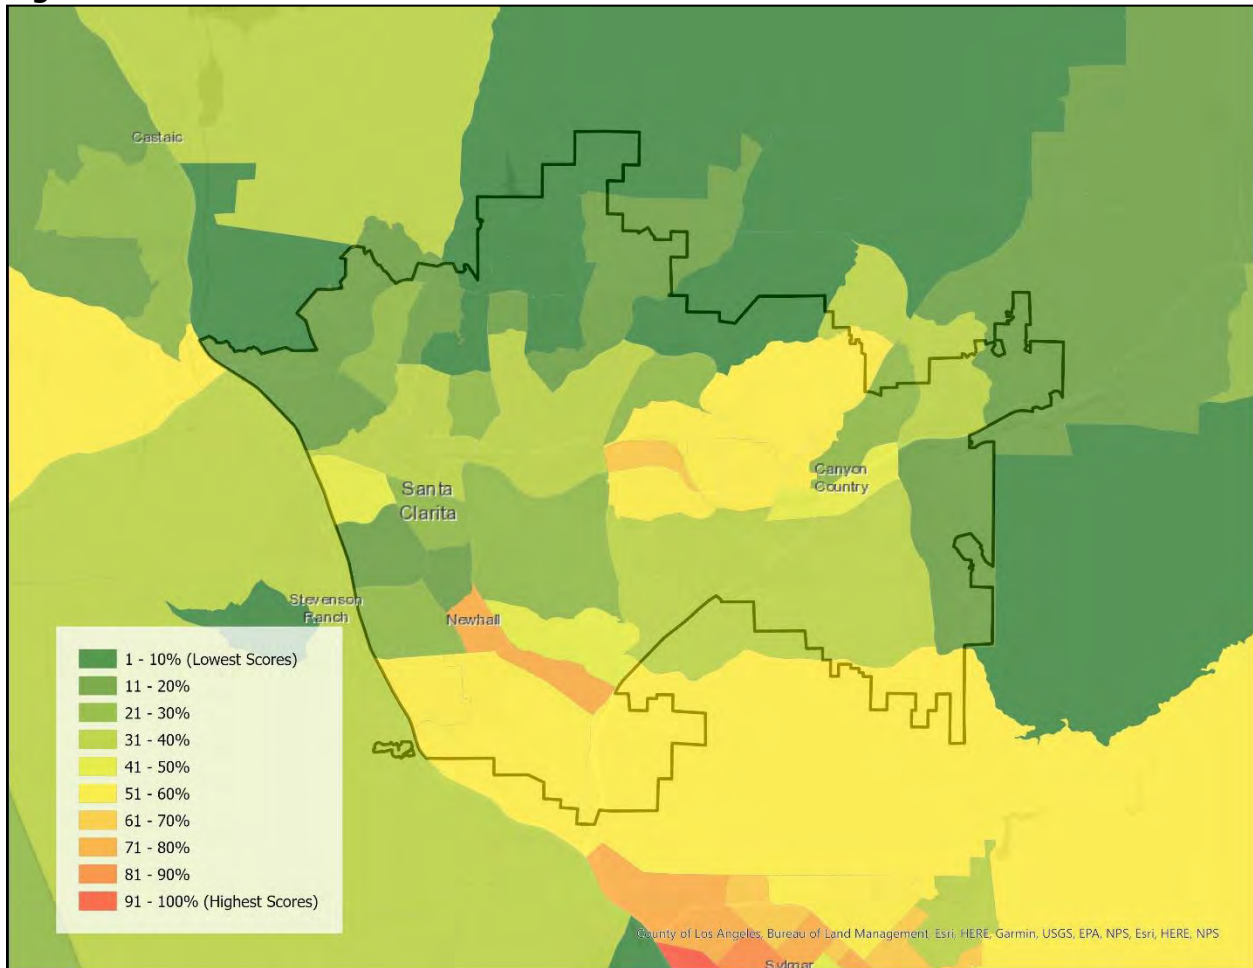 Castaic
Santa
Clarita
Canyon
Country
Stevenson
Ranch
Newhall
1 - 10% (Lowest Scores)
11 - 20%
21 - 30%
31 - 40%
41 - 50%
51 - 60%
61 - 70%
71 - 80%
81 - 90%
91 - 100% (Highest Scores)
County of Los Angeles, Bureau of Land Management, Esri, HERE, Garmin, USGS, EPA, NPS, Esri, HERE, NPS
Sylmar